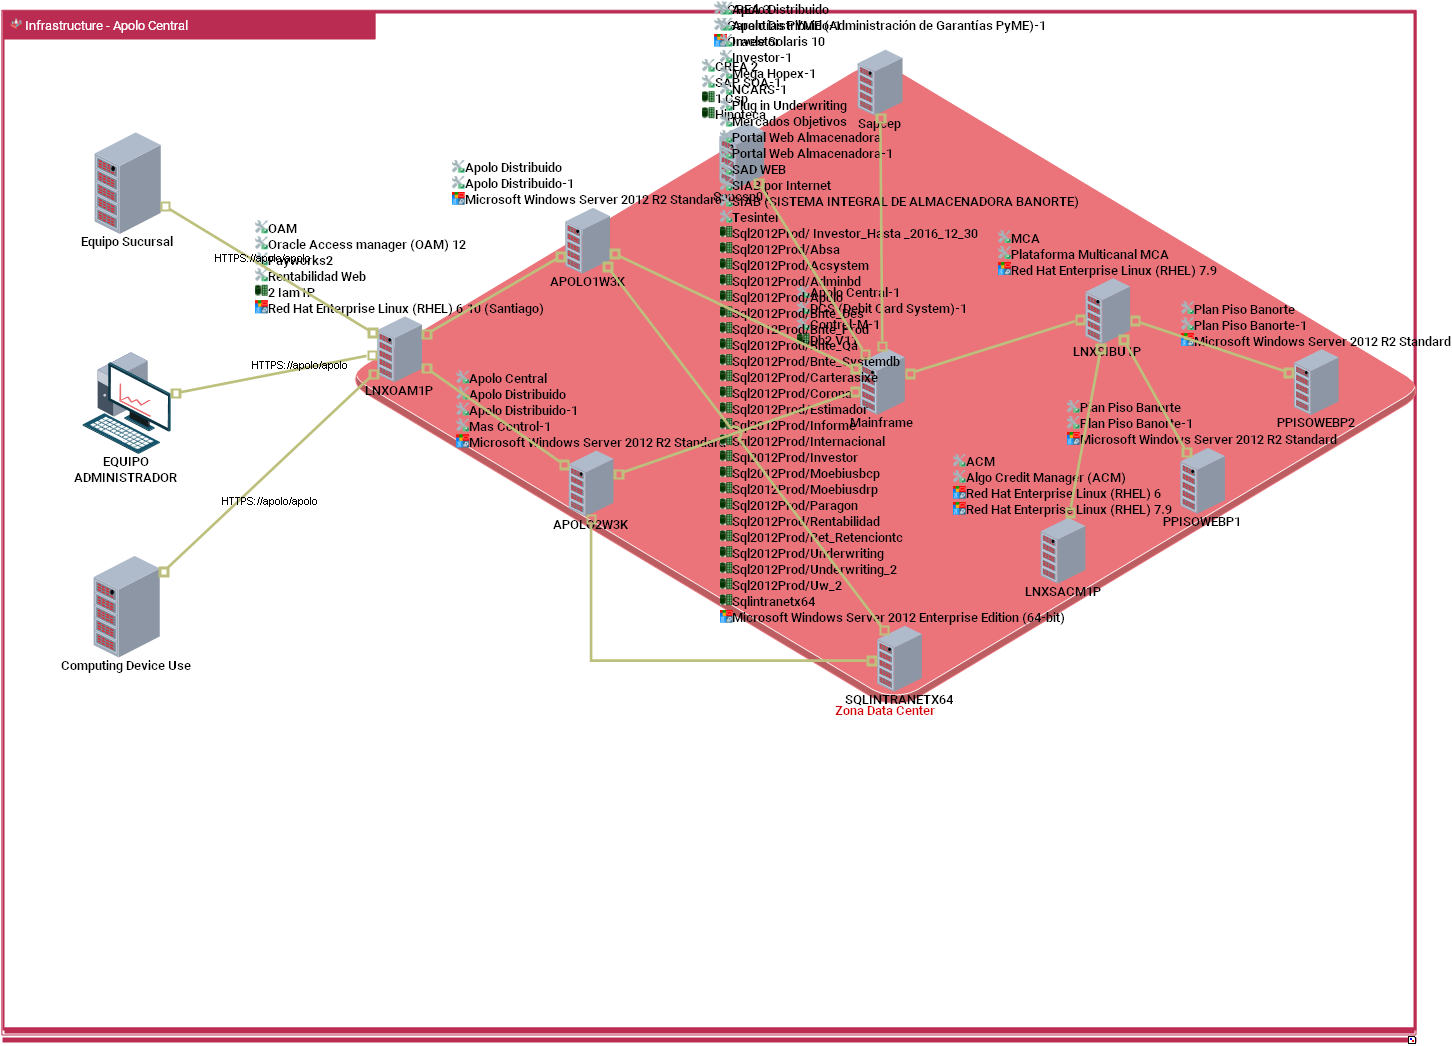 Infrastructure - Apolo Central
Apolo Distribuido
Apolo Distribuido-1
Garantías PyME (Administración de Garantías PyME)-1
Investor
Oracle Solaris 10
Investor-1
CREA 2
Mega Hopex-1
SAP SOA-1
NCARS-1
1 Csp
Plug in Underwriting
Hipoteca
Mercados Objetivos
Sapcep
Portal Web Almacenadora
Portal Web Almacenadora-1
SAD WEB
SIAB por Internet
SIAB (SISTEMA INTEGRAL DE ALMACENADORA BANORTE)
Tesinter
Sql2012Prod/ Investor_Hasta _2016_12_30
Sql2012Prod/Absa
Sql2012Prod/Acsystem
Sql2012Prod/Adminbd
Sql2012Prod/Apolo
Sql2012Prod/Bnte_Des
Sql2012Prod/Bnte_Prod
Sql2012Prod/Bnte_Qa
Sql2012Prod/Bnte_Systemdb
Sql2012Prod/Carterasixe
Sql2012Prod/Corona
Sql2012Prod/Estimador
Sql2012Prod/Informe
Sql2012Prod/Internacional
Sql2012Prod/Investor
Sql2012Prod/Moebiusbcp
Sql2012Prod/Moebiusdrp
Sql2012Prod/Paragon
Sql2012Prod/Rentabilidad
Sql2012Prod/Ret_Retenciontc
Sql2012Prod/Underwriting
Sql2012Prod/Underwriting_2
Sql2012Prod/Uw_2
Sqlintranetx64
Microsoft Windows Server 2012 Enterprise Edition (64-bit)
SQLINTRANETX64
Zona Data Center
Apolo Distribuido
Apolo Distribuido-1
Microsoft Windows Server 2012 R2 Standard
APOLO1W3K
Equipo Sucursal
HTTPS://apolo/apolo
OAM
Oracle Access manager (OAM) 12
Payworks2
Rentabilidad Web
2 Iam1P
Red Hat Enterprise Linux (RHEL) 6.10 (Santiago)
LNXOAM1P
HTTPS://apolo/apolo
EQUIPO
ADMINISTRADOR
HTTPS://apolo/apolo
Computing Device Use
Apolo Central
Apolo Distribuido
Apolo Distribuido-1
Mas Control-1
Microsoft Windows Server 2012 R2 Standard
APOLO2W3K
Apolo Central-1
DCS (Debit Card System)-1
Control-M-1
Db2 V11
Mainframe
MCA
Plataforma Multicanal MCA
Red Hat Enterprise Linux (RHEL) 7.9
Plan Piso Banorte
Plan Piso Banorte-1
Microsoft Windows Server 2012 R2 Standard
PPISOWEBP2
Plan Piso Banorte
Plan Piso Banorte-1
Microsoft Windows Server 2012 R2 Standard
PPISOWEBP1
ACM
Algo Credit Manager (ACM)
Red Hat Enterprise Linux (RHEL) 6
Red Hat Enterprise Linux (RHEL) 7.9
LNXSACM1P